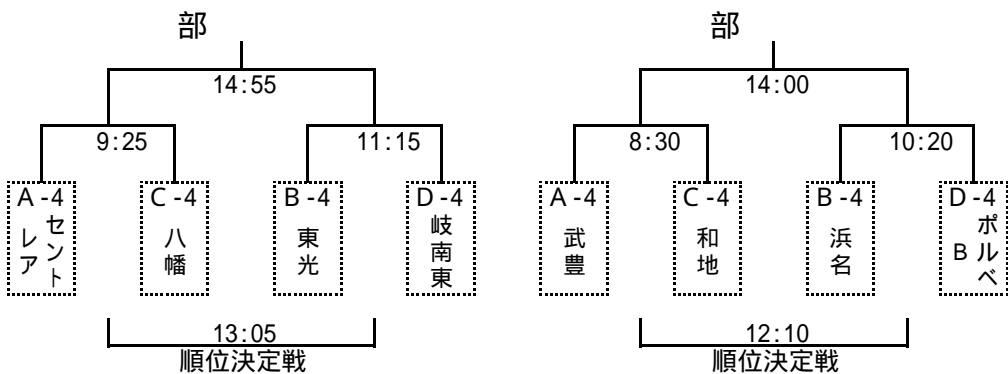 部
14:55
9:25
11:15
A-4
セント
レア
C-4
八幡
B-4
東光
D-4
岐南東
13:05
順位決定戦
部
14:00
8:30
10:20
A-4
武豊
C-4
和地
B-4
浜名
D-4
ポルベ
B
12:10
順位決定戦